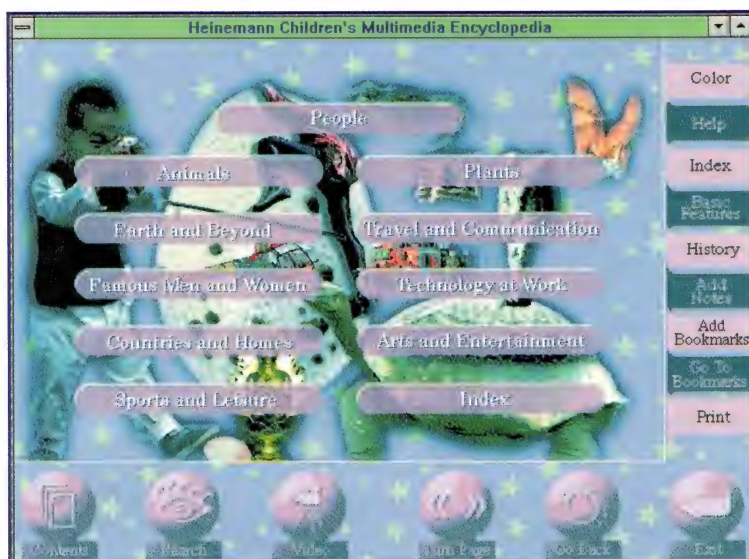 Heinemann Children's Multimedia Encyclopedia
People
Animals
Plants
Earth and Beyond
Travel and Communication
Famous Men and Women
Technology at Work
Countries and Homes
Arts and Entertainment
Sports and Leisure
Index
Color
Help
Index
Basic
Features
History
Add
Notes
Add
Bookmarks
Go To
Bookmarks
Print
Contents
Search
Video
Turn Page
Go Back
Exit